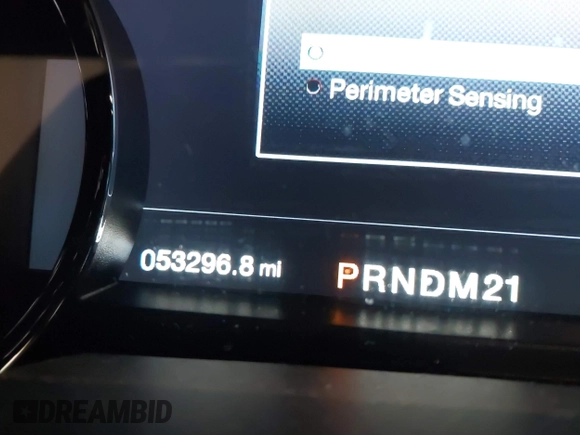 Perimeter Sensing
053296.8 mi
PRNDM21
DREAMBID